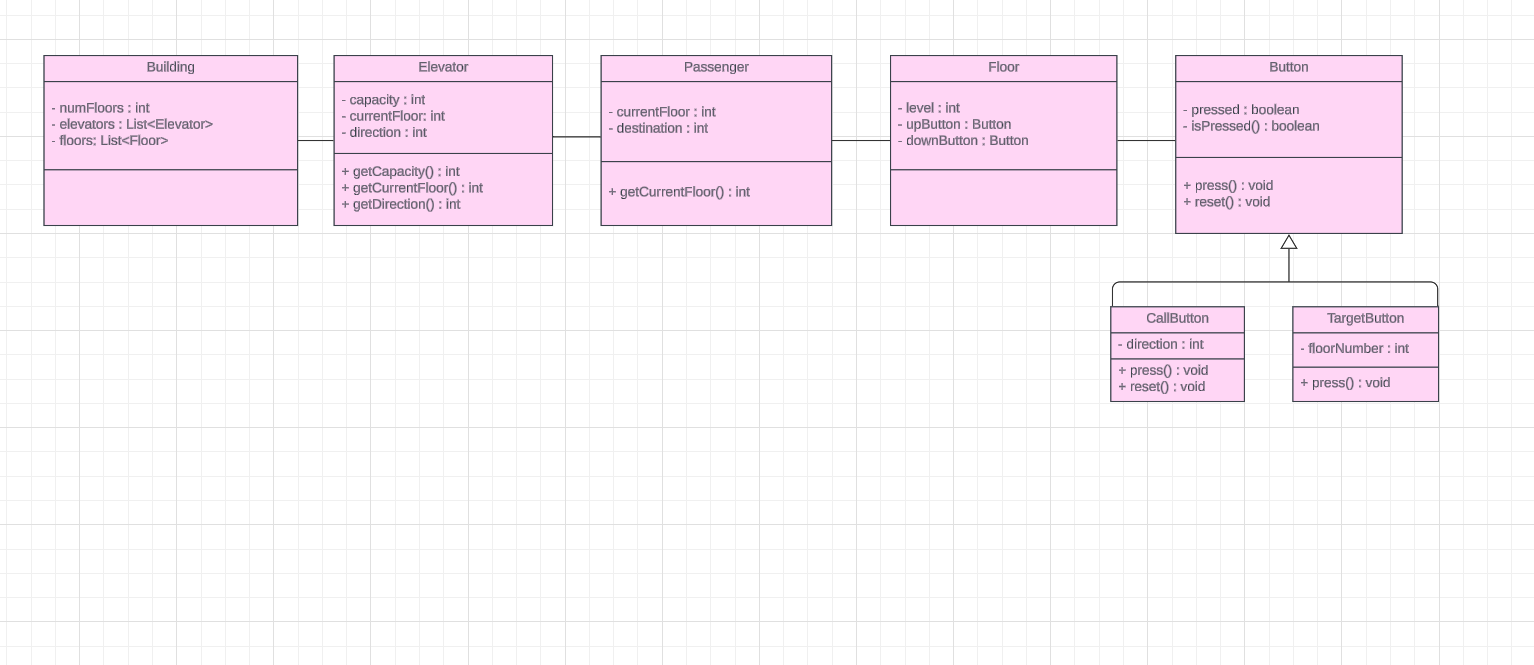 Building
- numFloors : int
- elevators : List<Elevator>
- floors: List<Floor>
Elevator
- capacity : int
- currentFloor: int
- direction : int
+ getCapacity() : int
+ getCurrentFloor() : int
+ getDirection() : int
Passenger
- currentFloor : int
- destination : int
+ getCurrentFloor() : int
Floor
- level : int
- upButton : Button
- downButton : Button
Button
- pressed : boolean
- isPressed() : boolean
+ press() : void
+ reset() : void
CallButton
- direction : int
+ press() : void
+ reset() : void
TargetButton
- floorNumber : int
+ press() : void